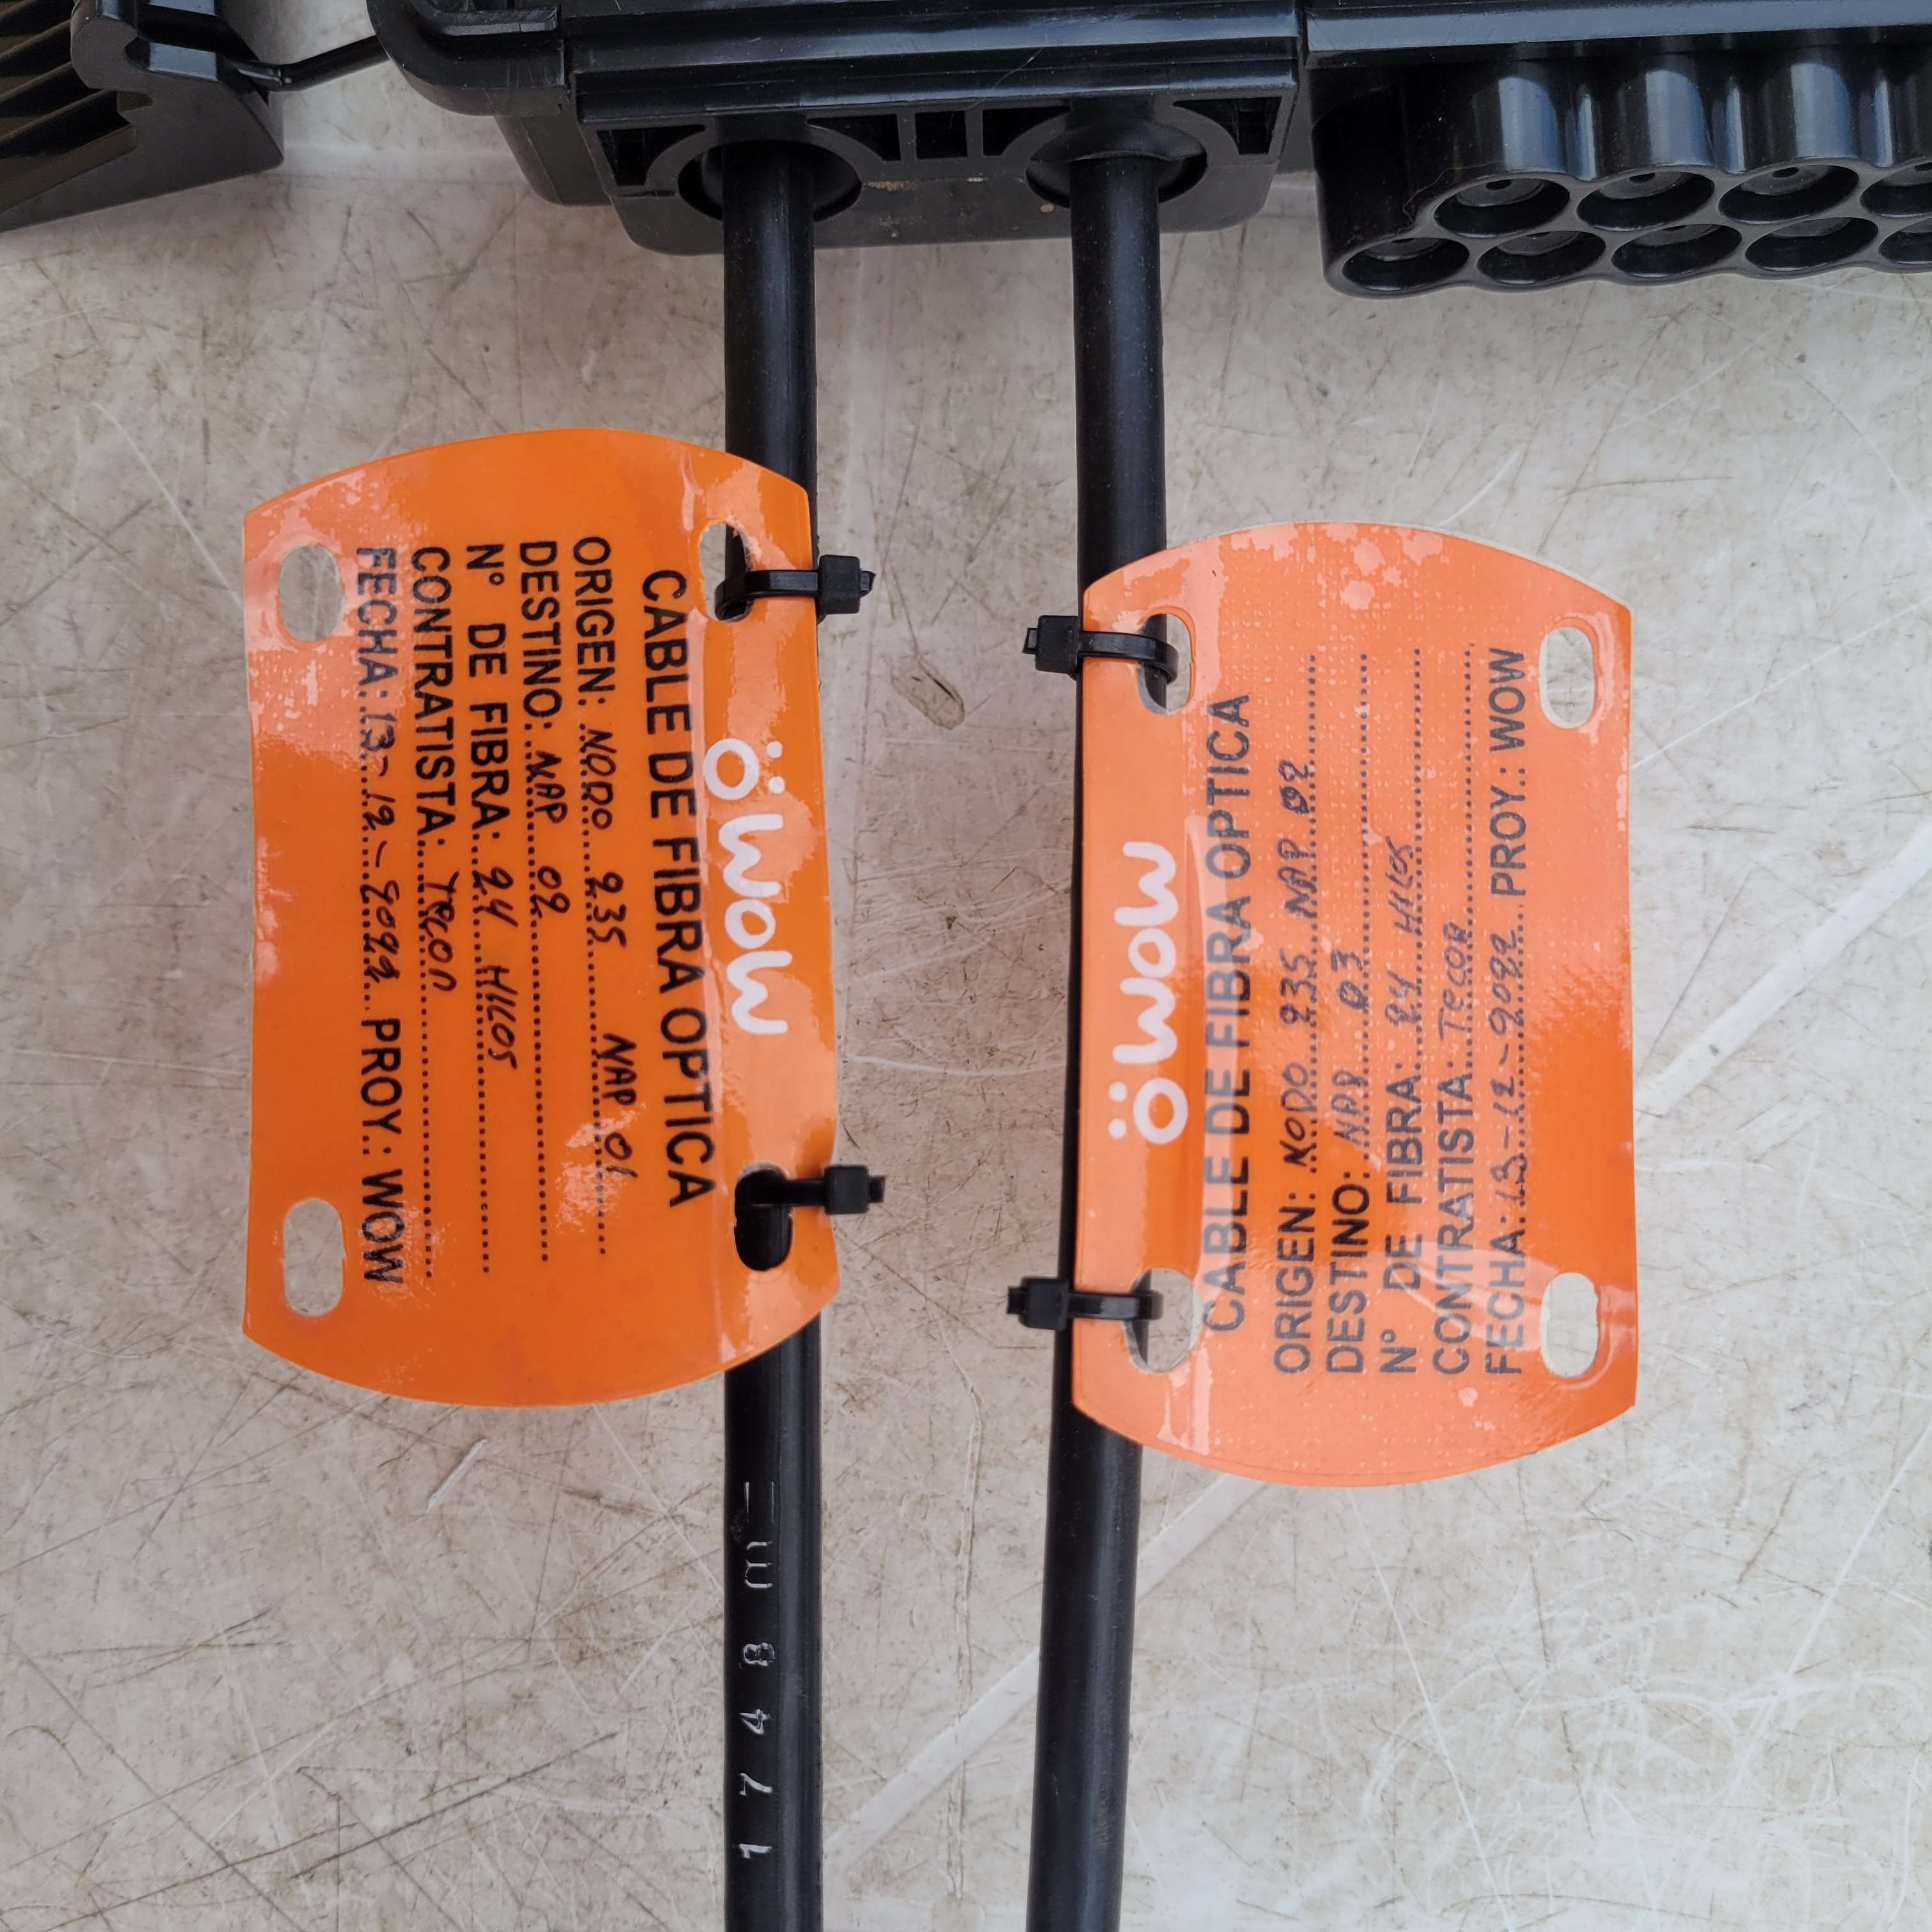 wow
CABLE DE FIBRA OPTICA
ORIGEN: NODO 235 NAP 01
DESTINO: NAP 02
N° DE FIBRA: 24 HILOS
CONTRATISTA: Tecon
FECHA: 13-12-2022 PROY: WOW
wow
CABLE DE FIBRA OPTICA
ORIGEN: NODO 235 NAP 02
DESTINO: NAP 03
N° DE FIBRA: 24 HILOS
CONTRATISTA: Tecon
FECHA: 13-12-2022 PROY: WOW
1748 m